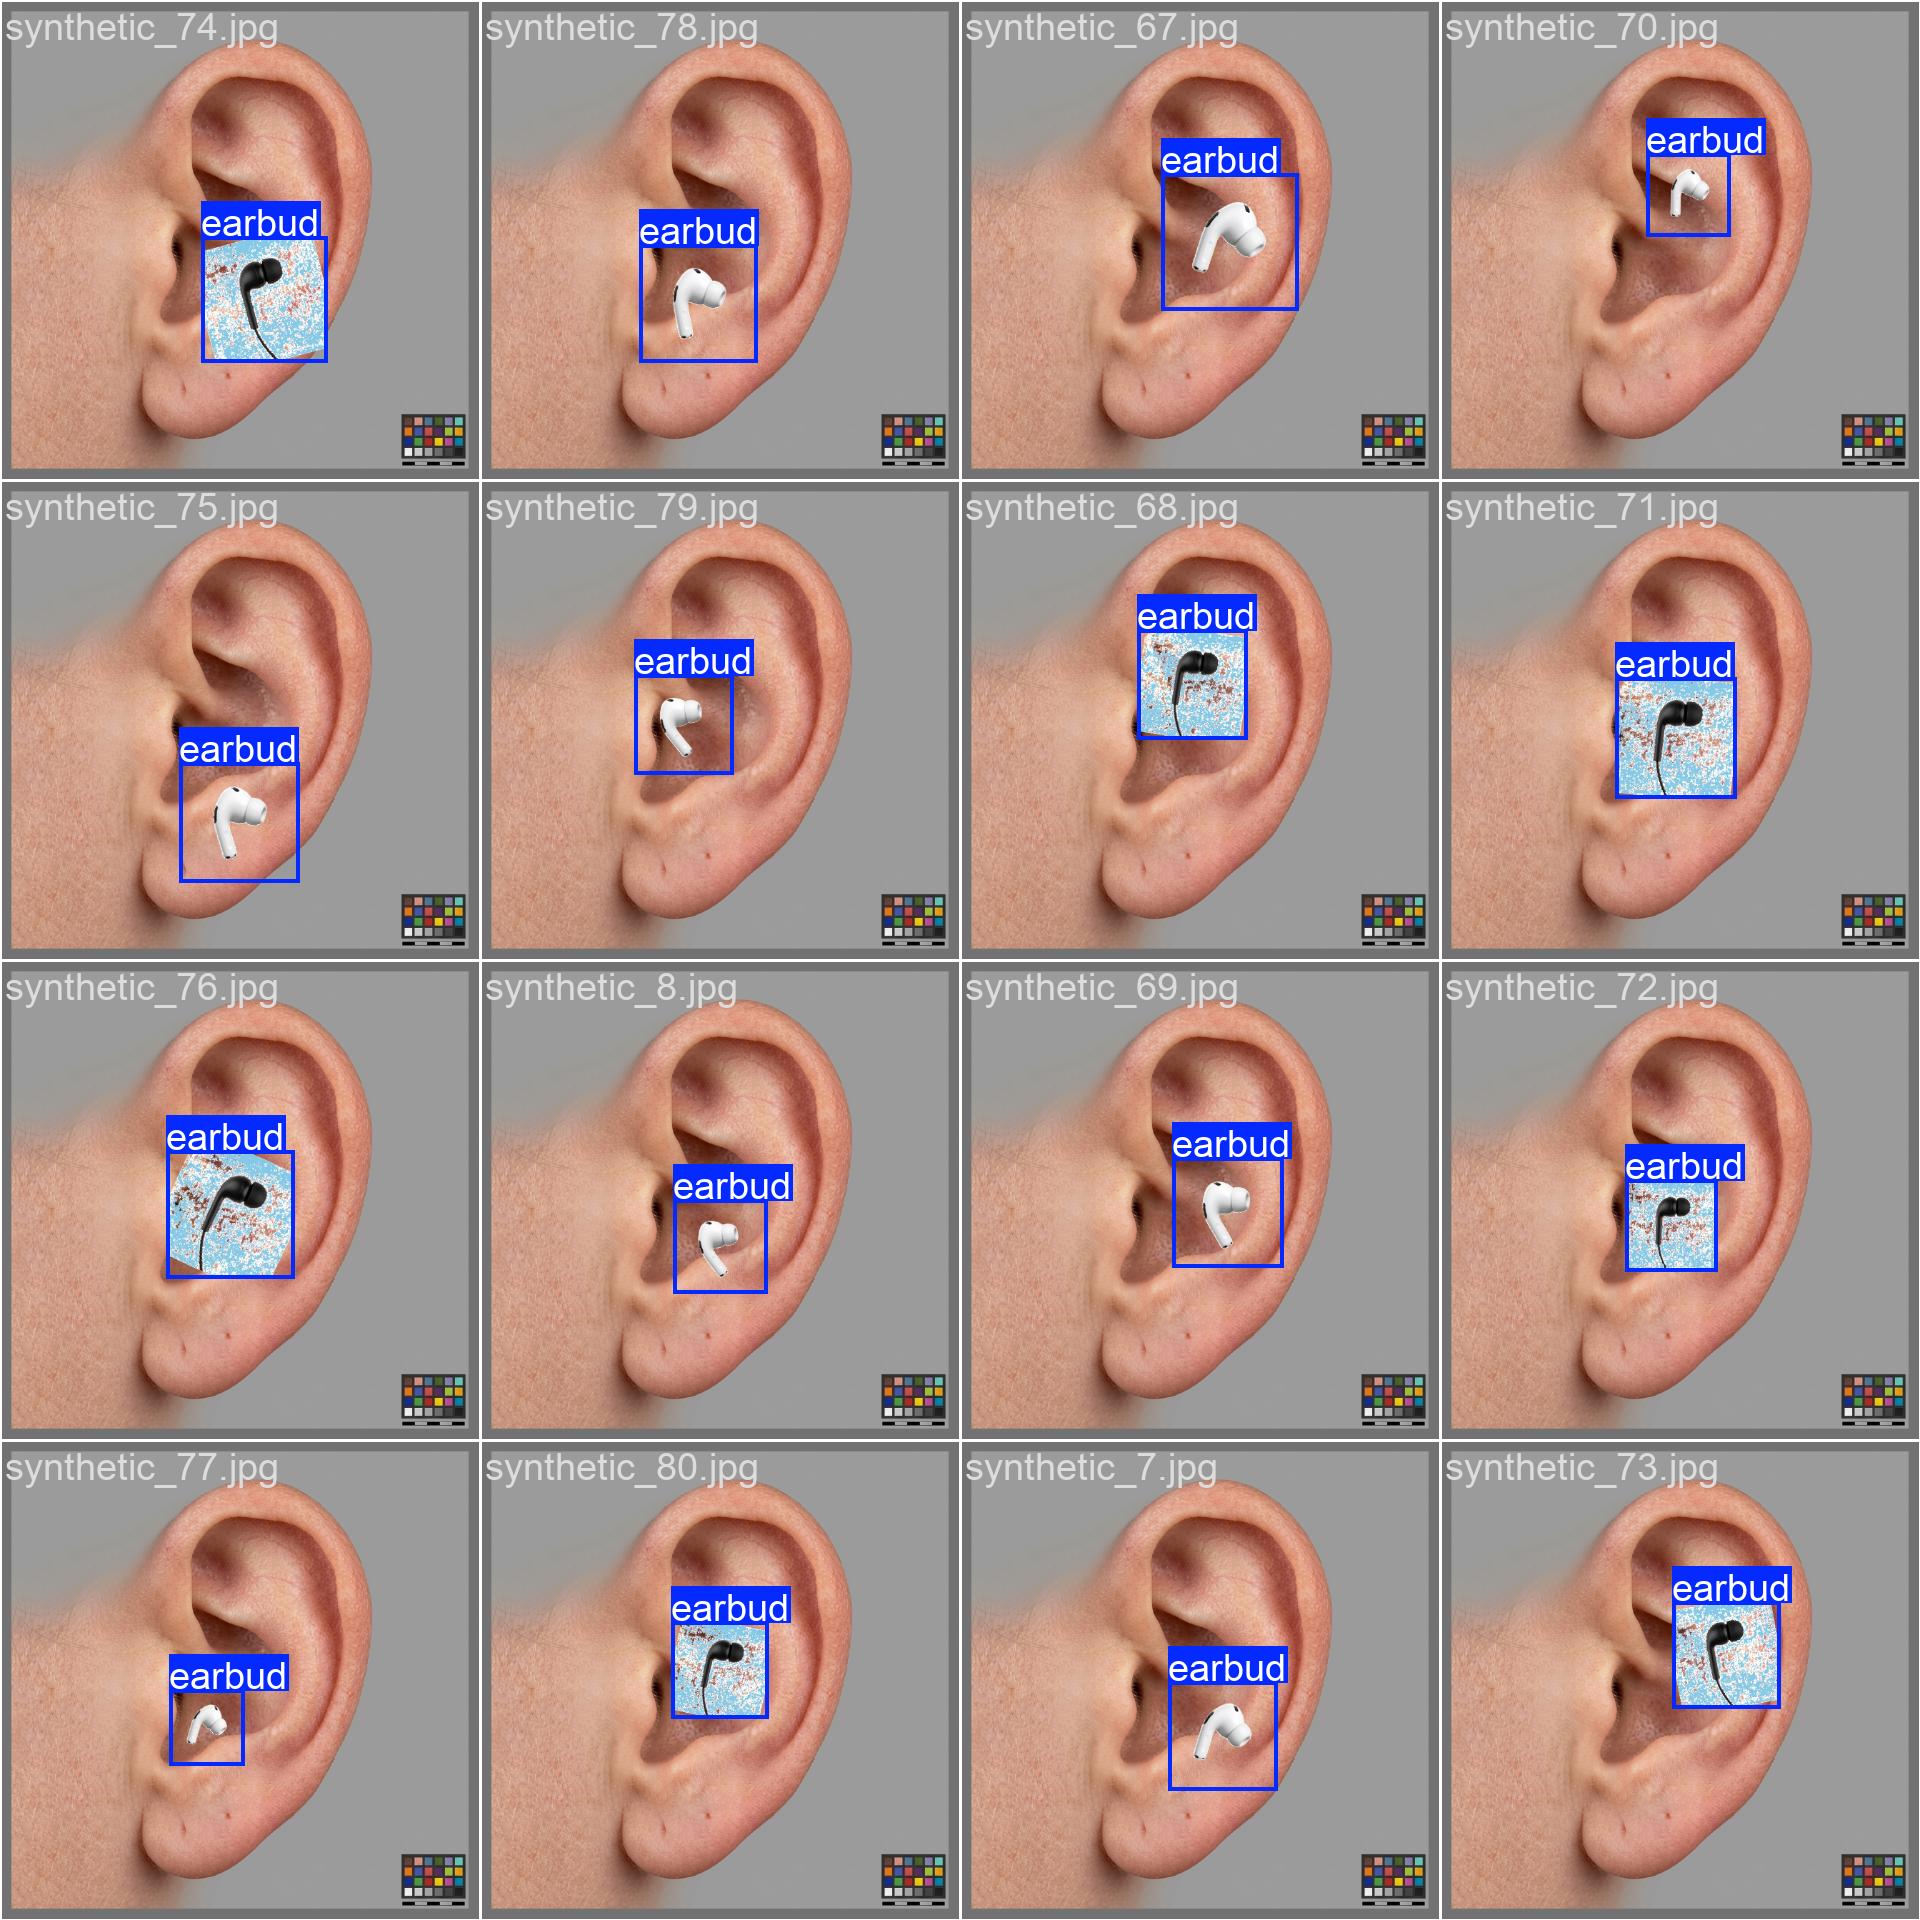 synthetic_74.jpg
earbud
synthetic_78.jpg
earbud
synthetic_67.jpg
earbud
synthetic_70.jpg
earbud
synthetic_75.jpg
earbud
synthetic_79.jpg
earbud
synthetic_68.jpg
earbud
synthetic_71.jpg
earbud
synthetic_76.jpg
earbud
synthetic_8.jpg
earbud
synthetic_69.jpg
earbud
synthetic_72.jpg
earbud
synthetic_77.jpg
earbud
synthetic_80.jpg
earbud
synthetic_7.jpg
earbud
synthetic_73.jpg
earbud